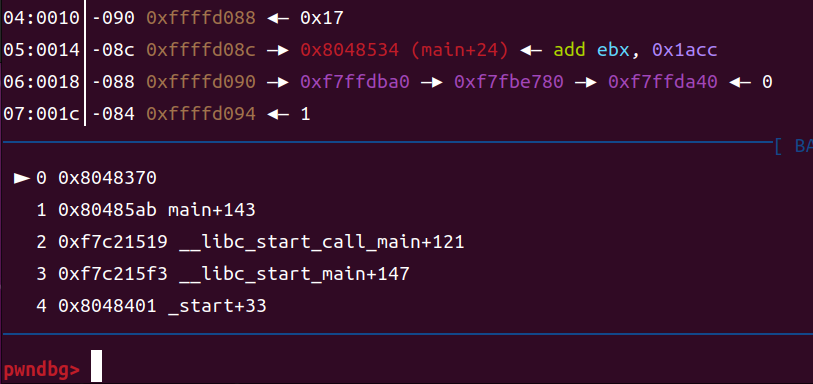 04:0010│-090 0xffffd088 ◂— 0x17
05:0014│-08c 0xffffd08c —▸ 0x8048534 (main+24) ◂— add ebx, 0x1acc
06:0018│-088 0xffffd090 —▸ 0xf7ffdba0 —▸ 0xf7fbe780 —▸ 0xf7ffda40 ◂— 0
07:001c│-084 0xffffd094 ◂— 1
[ BA
► 0 0x8048370
1 0x80485ab main+143
2 0xf7c21519 __libc_start_call_main+121
3 0xf7c215f3 __libc_start_main+147
4 0x8048401 _start+33
pwndbg>